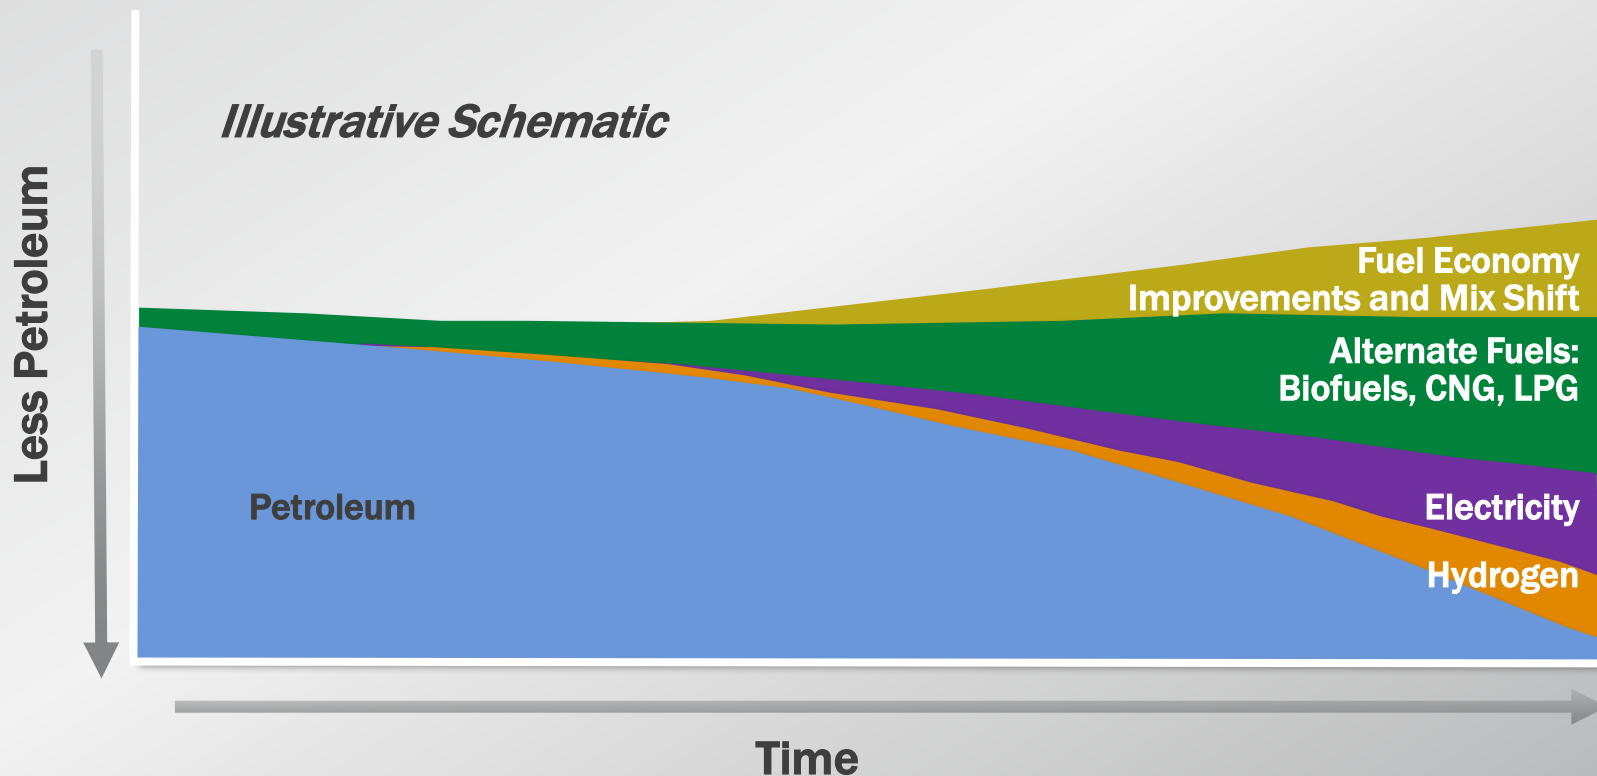 Illustrative Schematic
Less Petroleum
Fuel Economy
Improvements and Mix Shift
Alternate Fuels:
Biofuels, CNG, LPG
Petroleum
Electricity
Hydrogen
Time